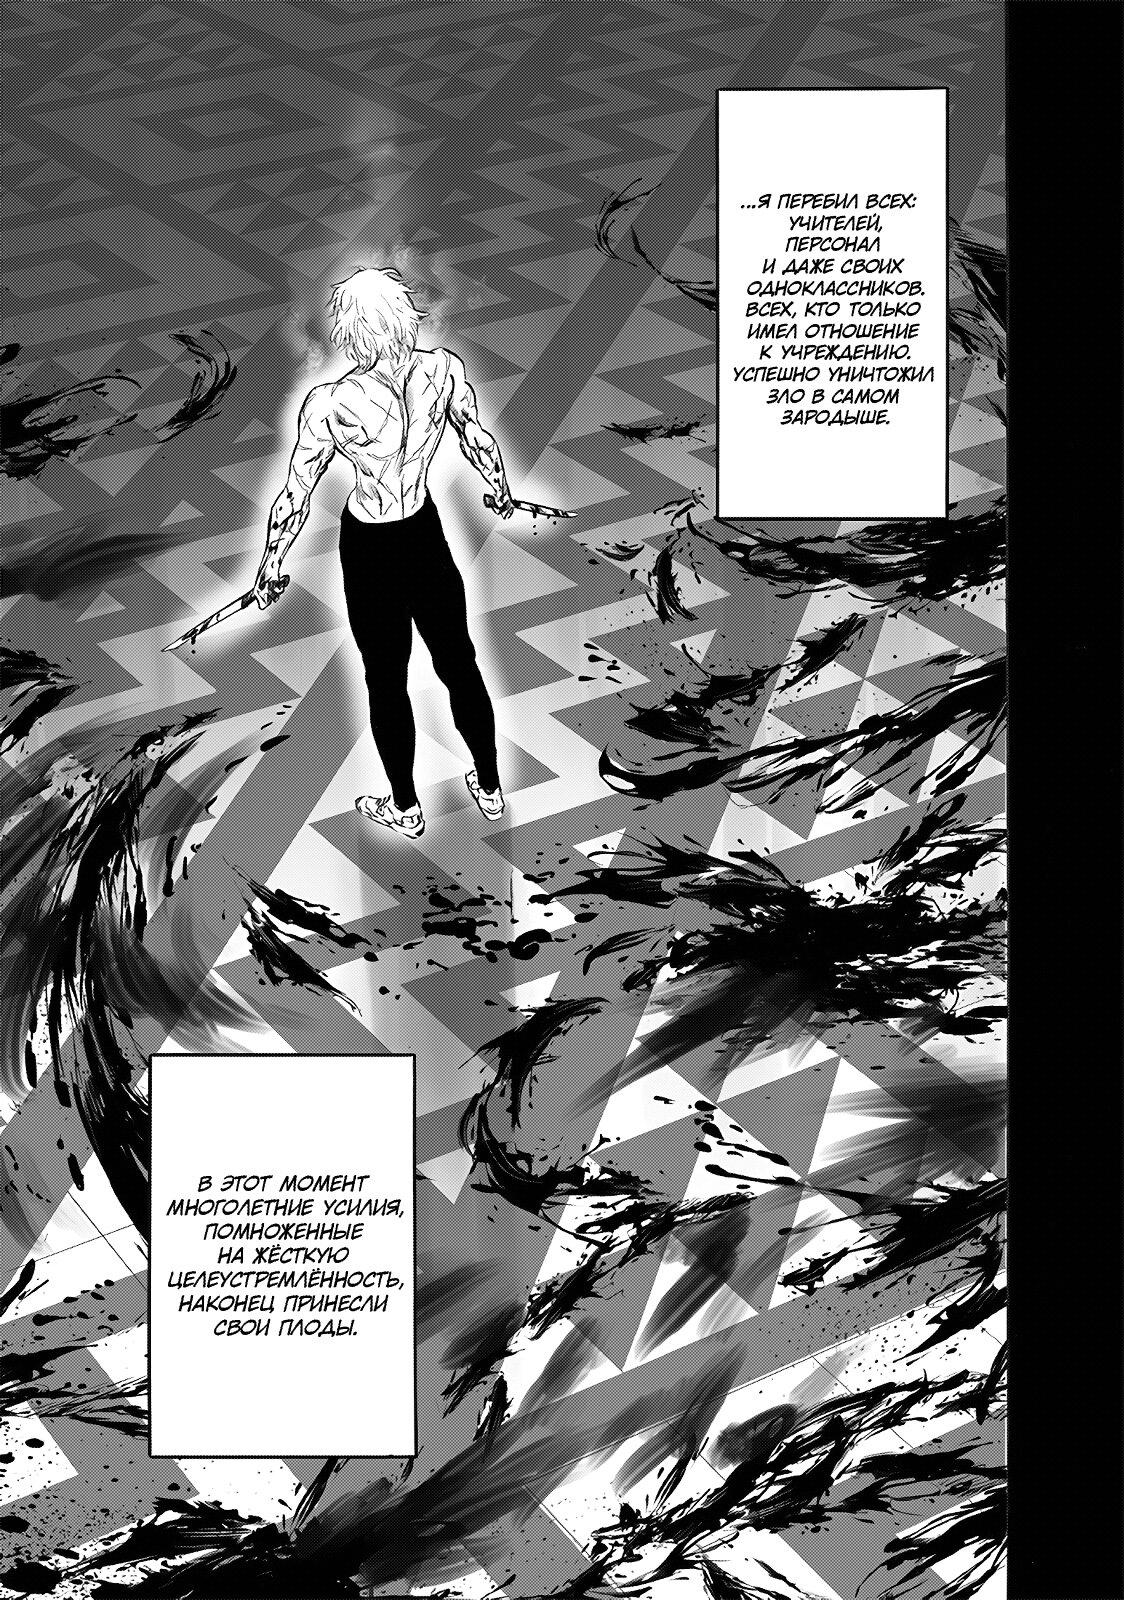 ...Я ПЕРЕБИЛ ВСЕХ:
УЧИТЕЛЕЙ,
ПЕРСОНАЛ
И ДАЖЕ СВОИХ
ОДНОКЛАССНИКОВ.
ВСЕХ, КТО ТОЛЬКО
ИМЕЛ ОТНОШЕНИЕ
К УЧРЕЖДЕНИЮ.
УСПЕШНО УНИЧТОЖИЛ
ЗЛО В САМОМ
ЗАРОДЫШЕ.
В ЭТОТ МОМЕНТ
МНОГОЛЕТНИЕ УСИЛИЯ,
ПОМНОЖЕННЫЕ
НА ЖЁСТКУЮ
ЦЕЛЕУСТРЕМЛЁННОСТЬ,
НАКОНЕЦ ПРИНЕСЛИ
СВОИ ПЛОДЫ.